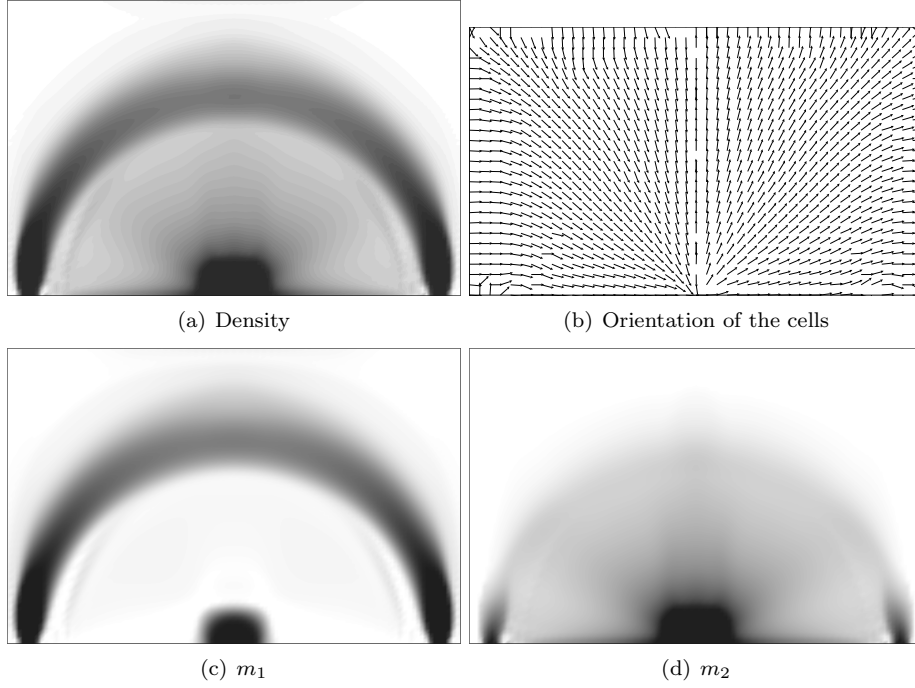 (a) Density
(b) Orientation of the cells
(c) m₁
(d) m₂